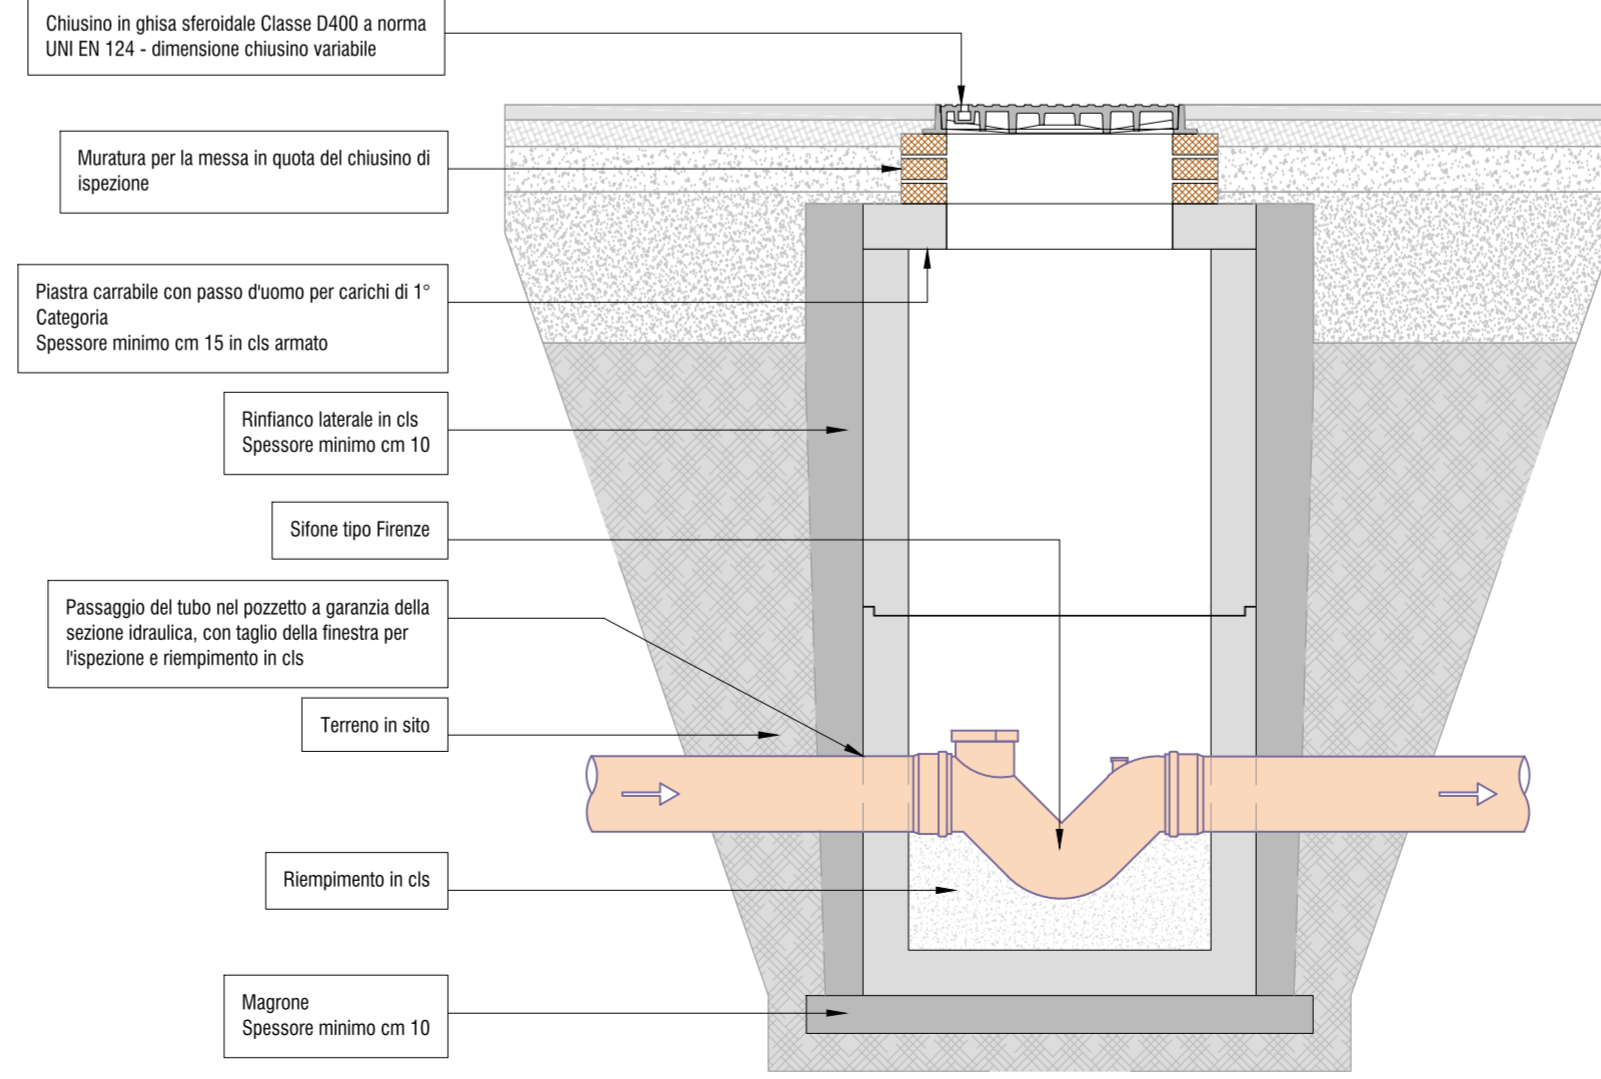 Chiusino in ghisa sferoidale Classe D400 a norma
UNI EN 124 - dimensione chiusino variabile
Muratura per la messa in quota del chiusino di
ispezione
Piastra carrabile con passo d'uomo per carichi di 1°
Categoria
Spessore minimo cm 15 in cls armato
Rinfianco laterale in cls
Spessore minimo cm 10
Sifone tipo Firenze
Passaggio del tubo nel pozzetto a garanzia della
sezione idraulica, con taglio della finestra per
l'ispezione e riempimento in cls
Terreno in sito
Riempimento in cls
Magrone
Spessore minimo cm 10